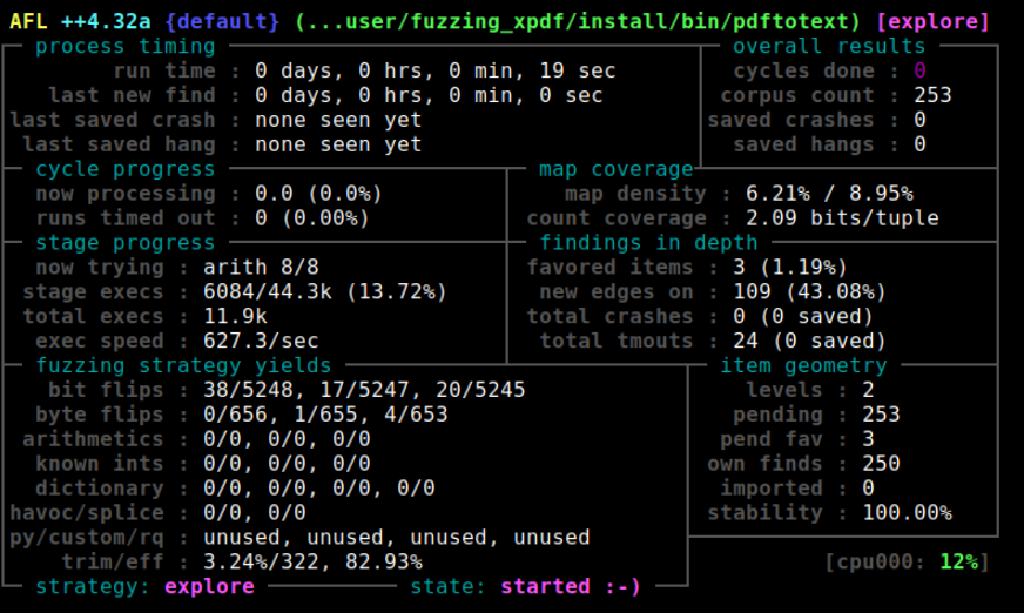 AFL ++4.32a {default} (...user/fuzzing_xpdf/install/bin/pdftotext) [explore]
process timing overall results
run time : 0 days, 0 hrs, 0 min, 19 sec cycles done : 0
last new find : 0 days, 0 hrs, 0 min, 0 sec corpus count : 253
last saved crash : none seen yet saved crashes : 0
last saved hang : none seen yet saved hangs : 0
cycle progress map coverage
now processing : 0.0 (0.0%) map density : 6.21% / 8.95%
runs timed out : 0 (0.00%) count coverage : 2.09 bits/tuple
stage progress findings in depth
now trying : arith 8/8 favored items : 3 (1.19%)
stage execs : 6084/44.3k (13.72%) new edges on : 109 (43.08%)
total execs : 11.9k total crashes : 0 (0 saved)
exec speed : 627.3/sec total tmouts : 24 (0 saved)
fuzzing strategy yields item geometry
bit flips : 38/5248, 17/5247, 20/5245 levels : 2
byte flips : 0/656, 1/655, 4/653 pending : 253
arithmetics : 0/0, 0/0, 0/0 pend fav : 3
known ints : 0/0, 0/0, 0/0 own finds : 250
dictionary : 0/0, 0/0, 0/0, 0/0 imported : 0
havoc/splice : 0/0, 0/0 stability : 100.00%
py/custom/rq : unused, unused, unused, unused
trim/eff : 3.24%/322, 82.93% [cpu000: 12%]
strategy: explore state: started :-)